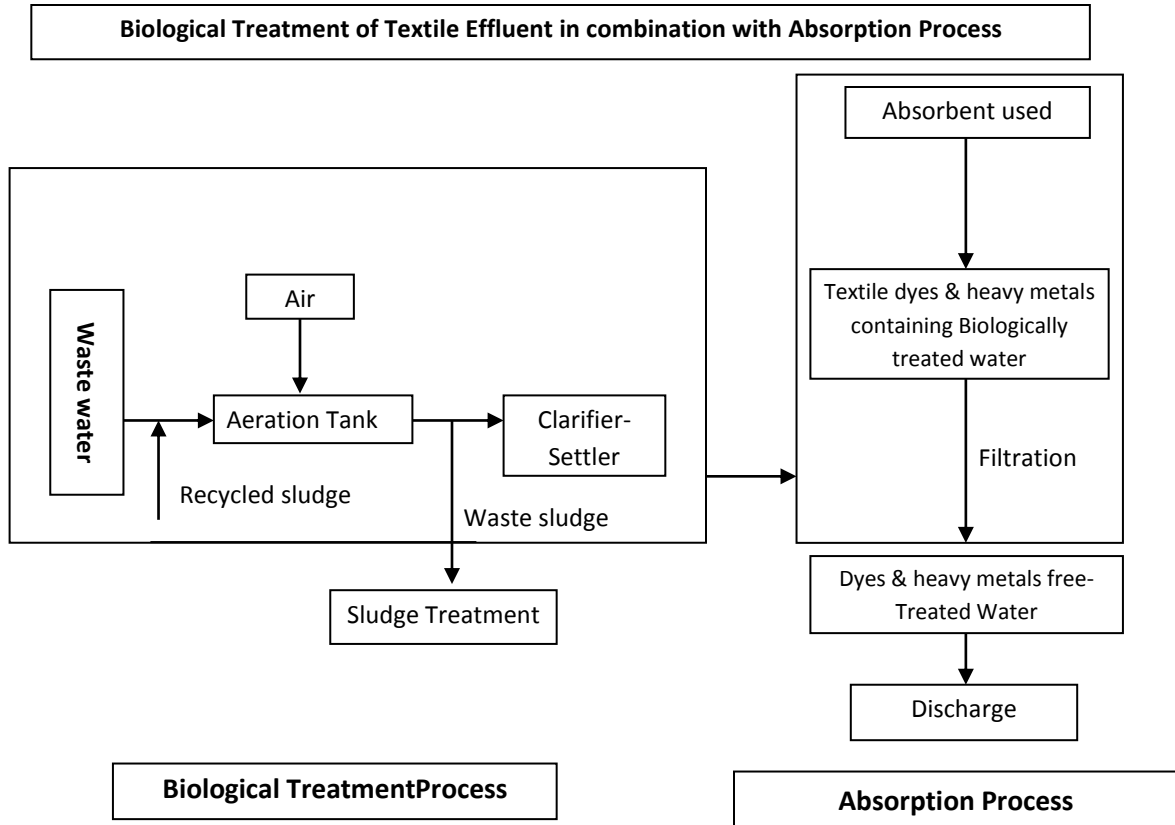 Biological Treatment of Textile Effluent in combination with Absorption Process
Absorbent used
Air
Textile dyes & heavy metals
containing Biologically
treated water
Waste water
Aeration Tank
Clarifier-
Settler
Filtration
Recycled sludge
Waste sludge
Sludge Treatment
Dyes & heavy metals free-
Treated Water
Discharge
Biological TreatmentProcess
Absorption Process